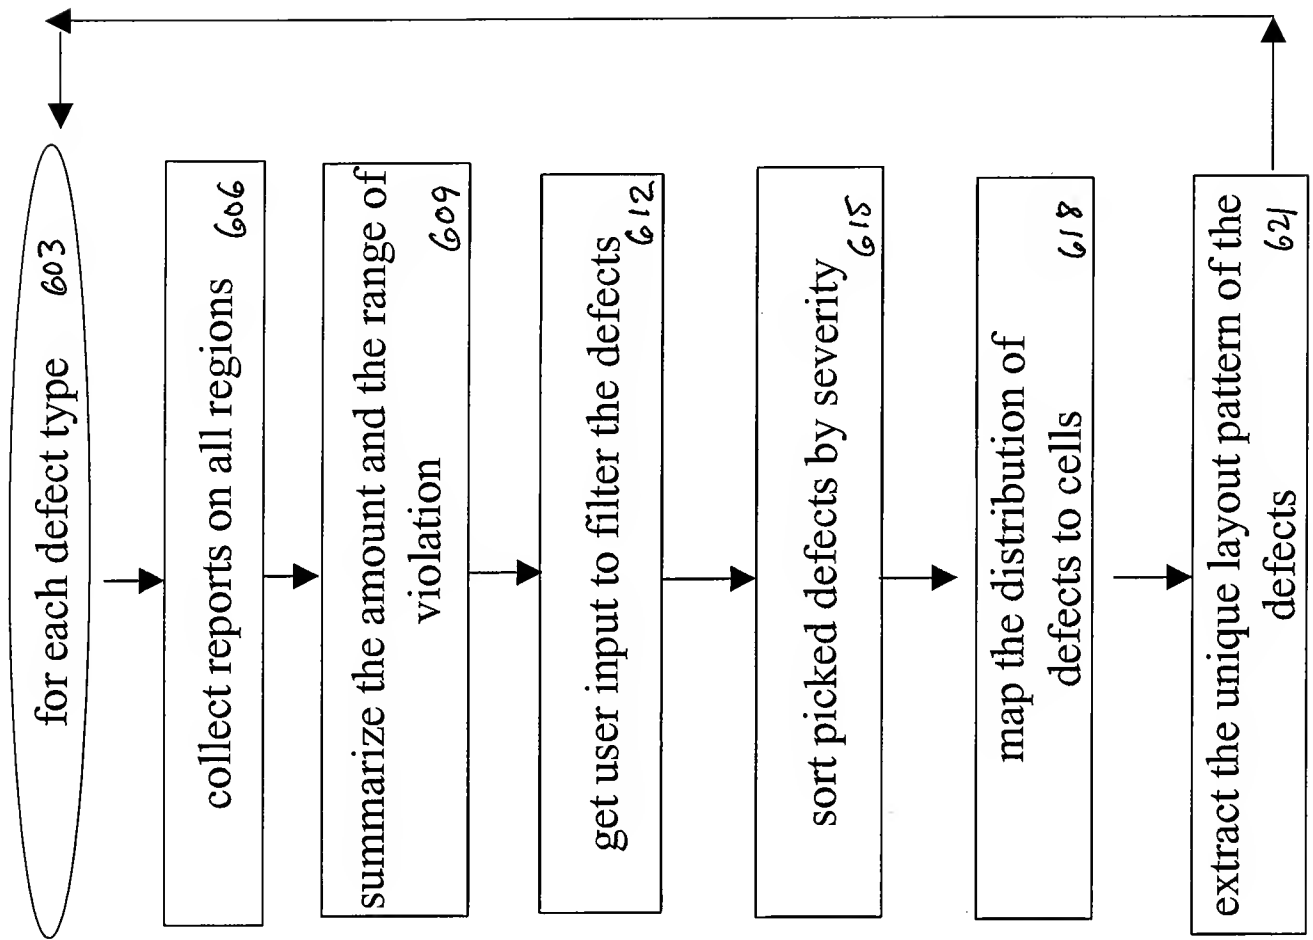 for each defect type 603
collect reports on all regions 606
summarize the amount and the range of
violation 609
get user input to filter the defects
612
sort picked defects by severity
615
map the distribution of
defects to cells 618
extract the unique layout pattern of the
defects 621